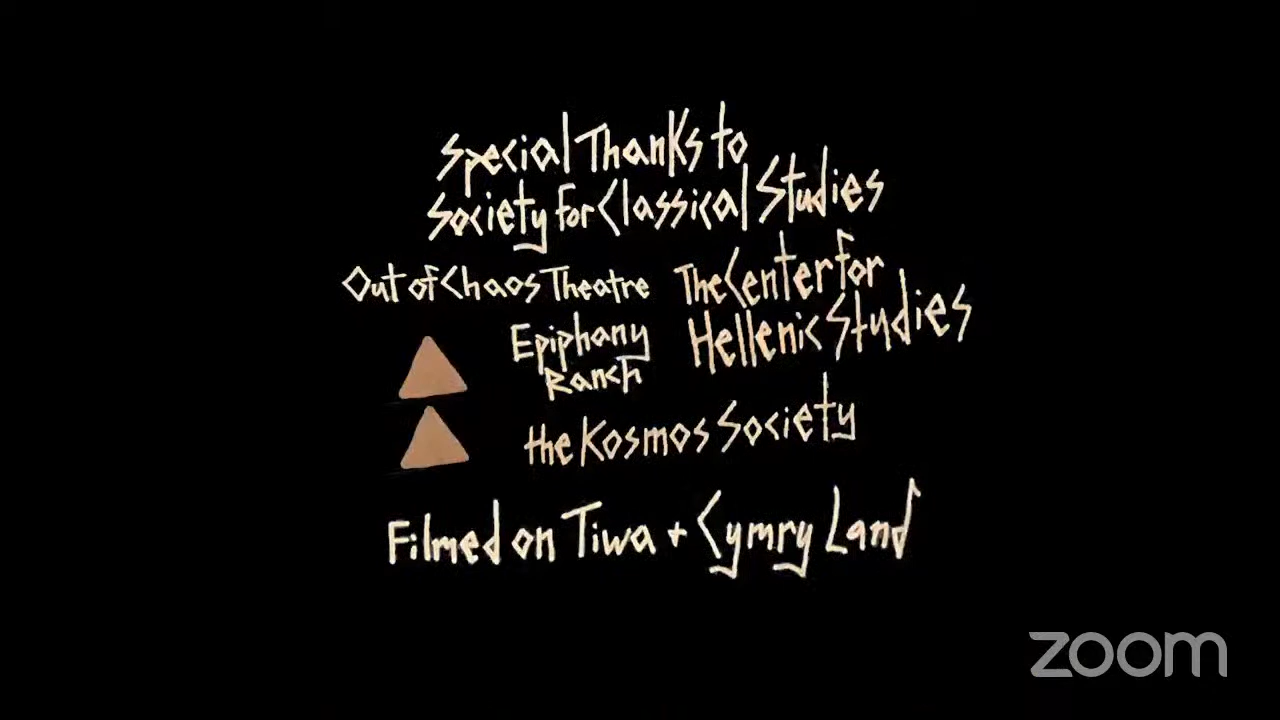 Special Thanks to
Society for Classical Studies
Out of Chaos Theatre
The Center for
Hellenic Studies
Epiphany
Ranch
the Kosmos Society
Filmed on Tiwa + Cymry Land
zoom